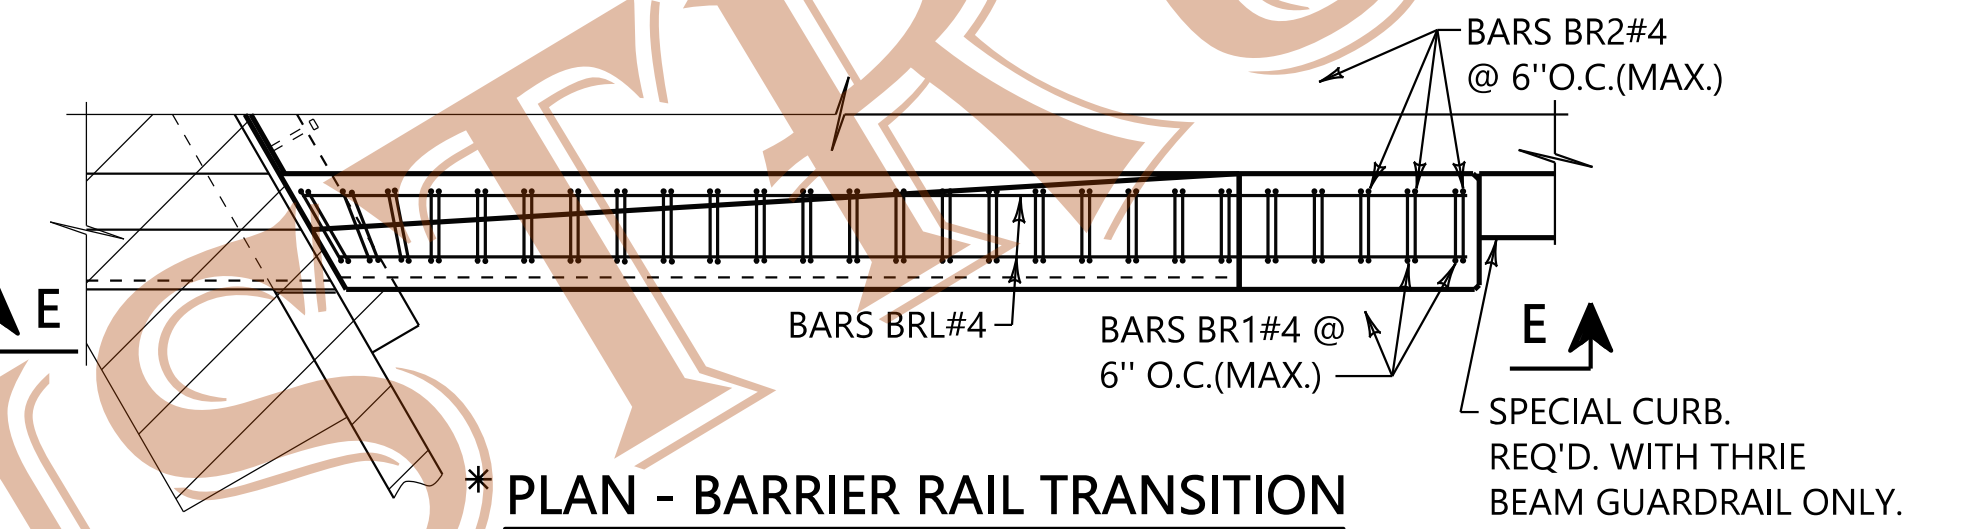 BARS BR2#4
@ 6''O.C.(MAX.)
E
BARS BRL#4
BARS BR1#4 @
6'' O.C.(MAX.)
E
SPECIAL CURB.
REQ'D. WITH THRIE
BEAM GUARDRAIL ONLY.
* PLAN - BARRIER RAIL TRANSITION